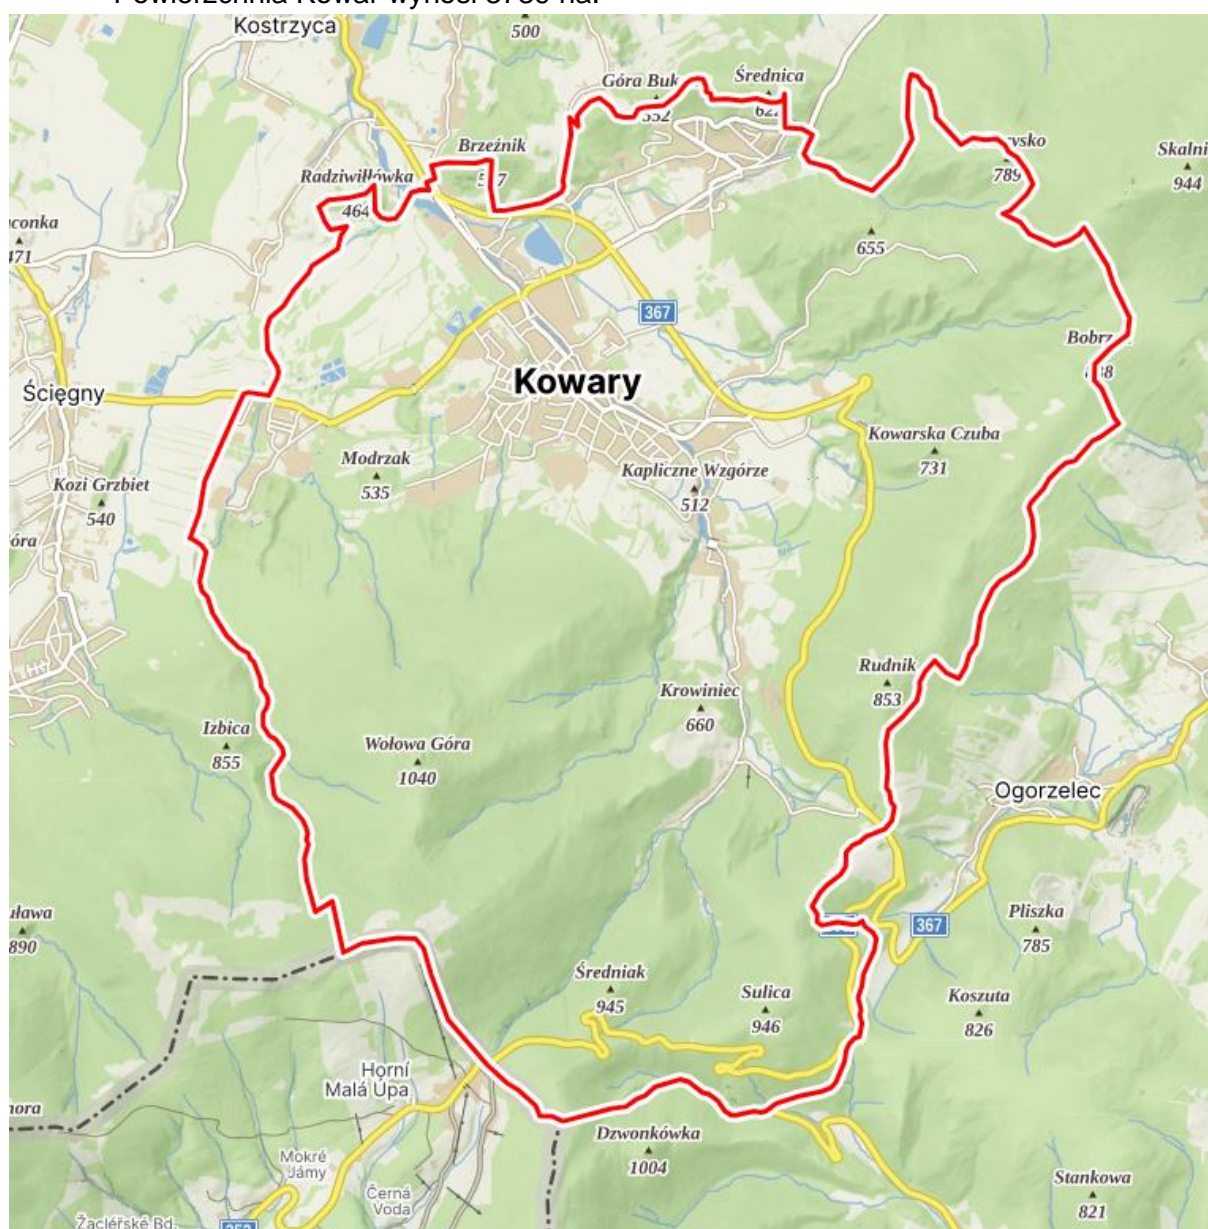 Kostrzyca
500
Góra Buk
Średnica
Brzeźnik
Skalni
944
789
Radziwiłłówka
464
471
655
367
Kowary
Ścięgny
Kowarska Czuba
731
Modrzak
535
Kapliczne Wzgórze
512
Kozi Grzbiet
540
Rudnik
853
Krowiniec
660
Izbica
855
Wołowa Góra
1040
Ogorzelec
Pliszka
785
367
890
Średniak
945
Sulica
946
Koszuta
826
Horní
Malá Úpa
Dzwonkówka
1004
Mokré
Jámy
Černá
Voda
Stankowa
821
Žacléřské Bd.